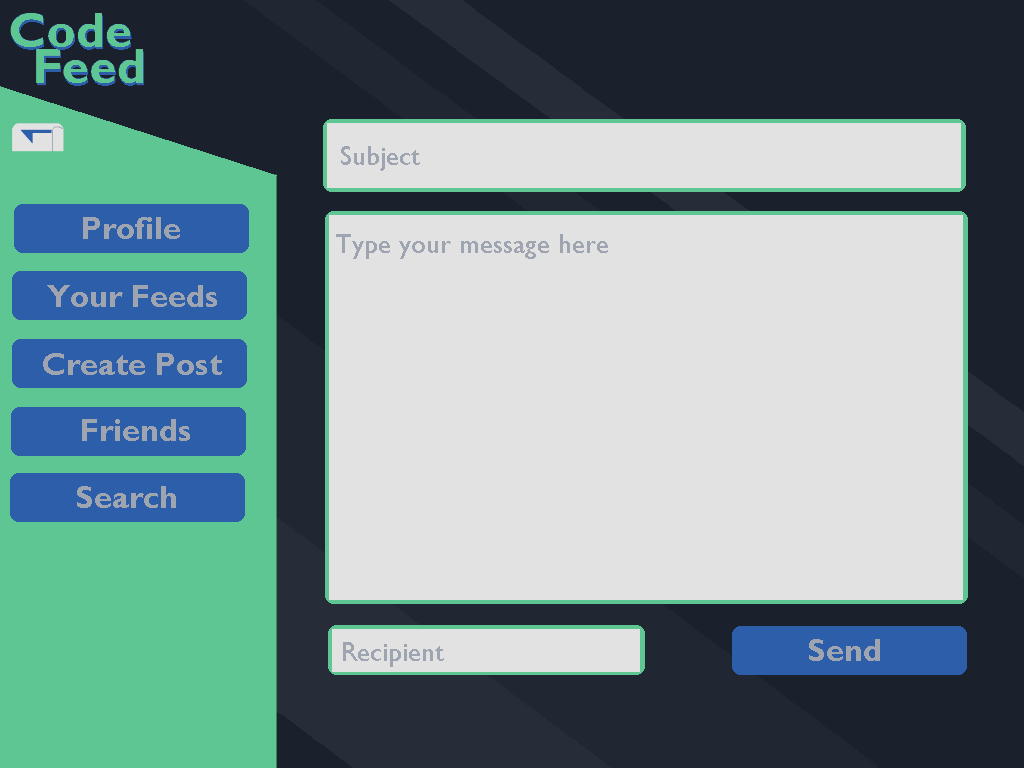 Code
Feed
Subject
Profile
Type your message here
Your Feeds
Create Post
Friends
Search
Recipient
Send